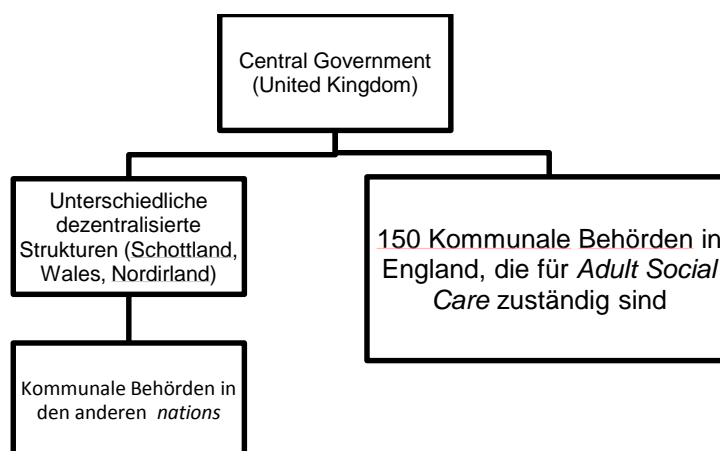 Central Government
(United Kingdom)
Unterschiedliche
dezentralisierte
Strukturen (Schottland,
Wales, Nordirland)
150 Kommunale Behörden in
England, die für Adult Social
Care zuständig sind
Kommunale Behörden in
den anderen nations